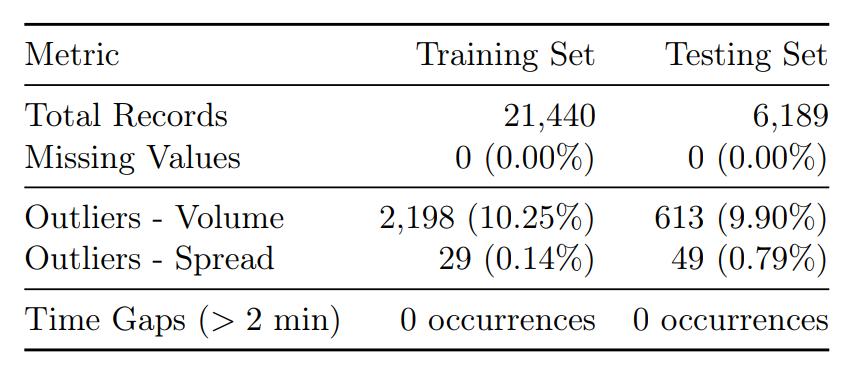 Metric Training Set Testing Set
Total Records 21,440 6,189
Missing Values 0 (0.00%) 0 (0.00%)
Outliers - Volume 2,198 (10.25%) 613 (9.90%)
Outliers - Spread 29 (0.14%) 49 (0.79%)
Time Gaps (> 2 min) 0 occurrences 0 occurrences